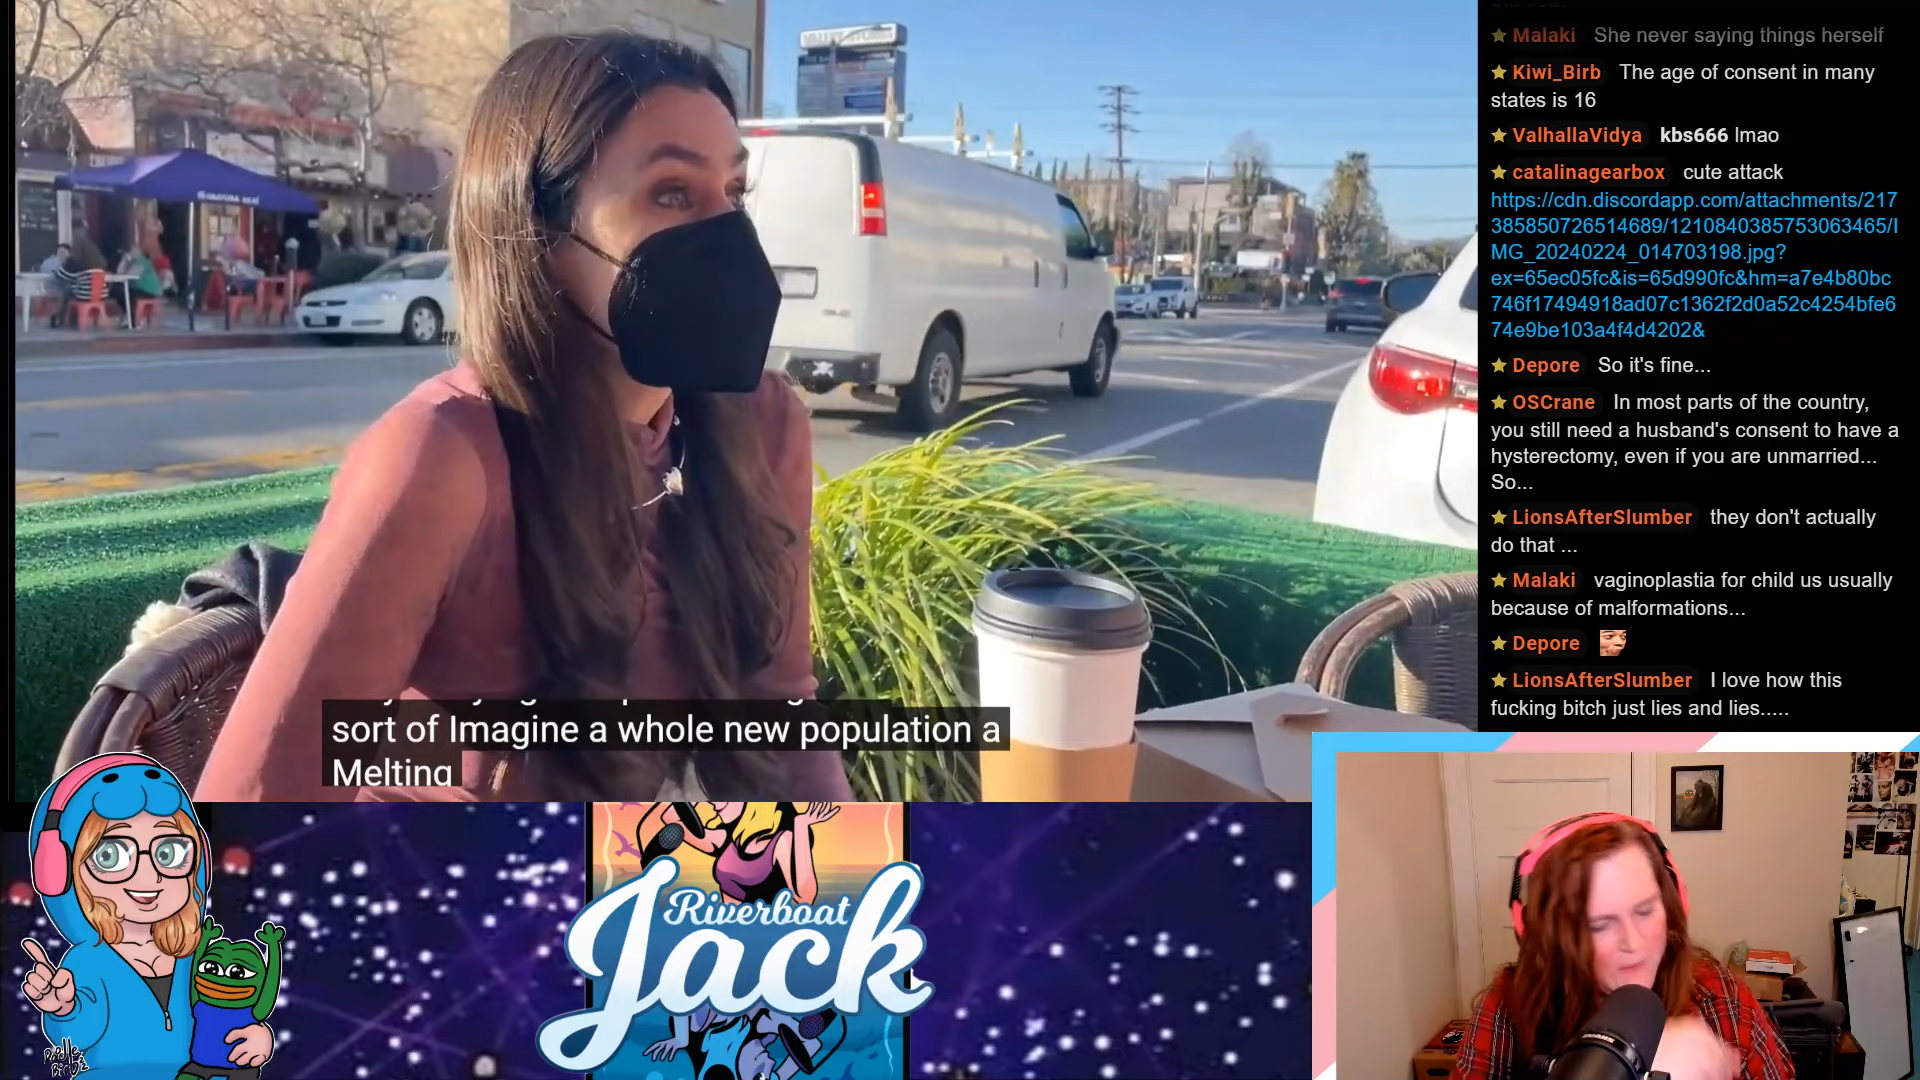 Malaki She never saying things herself
Kiwi_Birb The age of consent in many
states is 16
ValhallaVidya kbs666 lmao
catalinagearbox cute attack
https://cdn.discordapp.com/attachments/217
385850726514689/1210840385753063465/I
MG_20240224_014703198.jpg?
ex=65ec05fc&is=65d990fc&hm=a7e4b80bc
746f17494918ad07c1362f2d0a52c4254bfe6
74e9be103a4f4d4202&
Depore So it's fine...
OSCrane In most parts of the country,
you still need a husband's consent to have a
hysterectomy, even if you are unmarried...
So...
LionsAfterSlumber they don't actually
do that ...
Malaki vaginoplastia for child us usually
because of malformations...
Depore
LionsAfterSlumber I love how this
fucking bitch just lies and lies.....
sort of Imagine a whole new population a
Melting
Riverboat
Jack